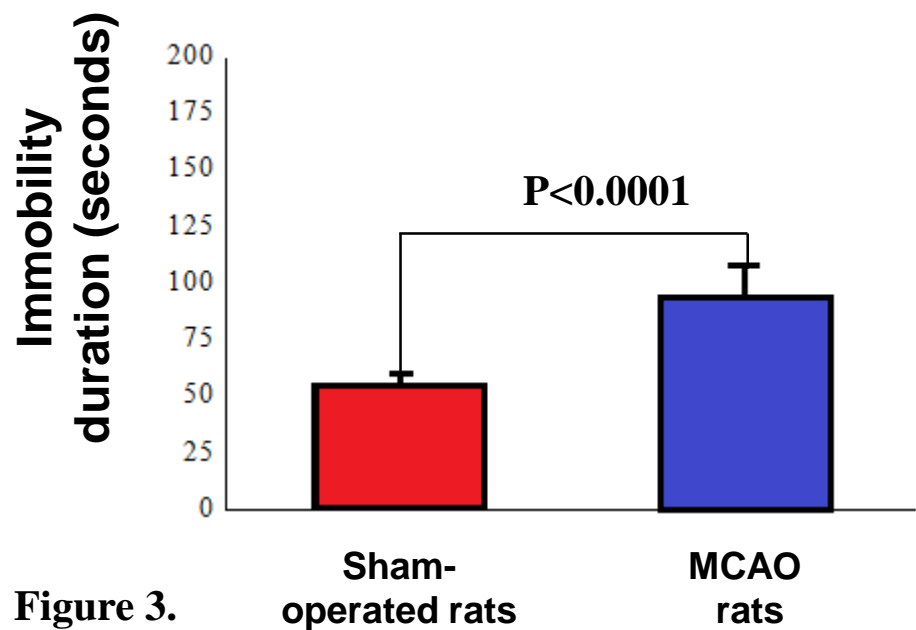 Immobility
duration (seconds)
200
175
150
125
100
75
50
25
0
P<0.0001
Sham-
operated rats
MCAO
rats
Figure 3.